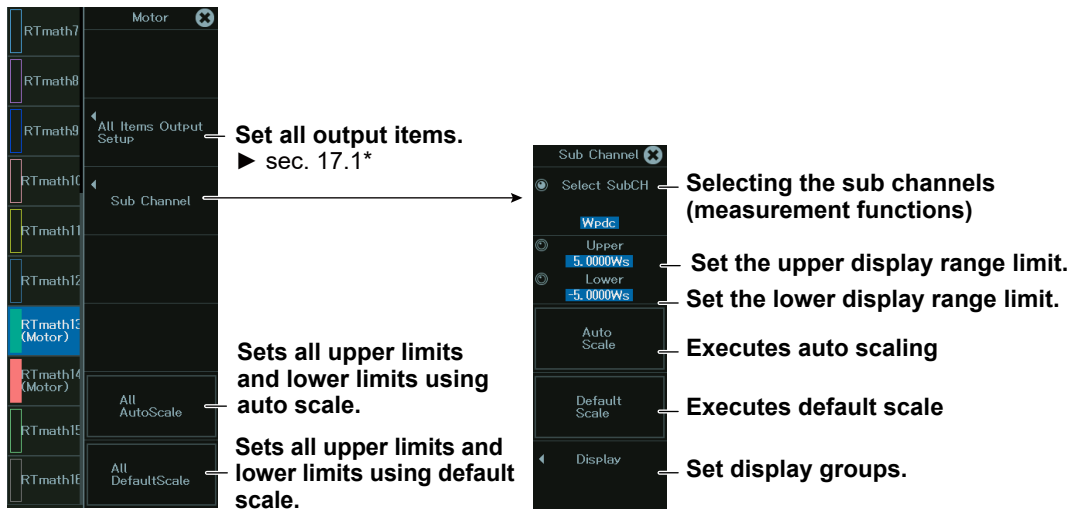 RTmath7
RTmath8
RTmath9
RTmath10
RTmath11
RTmath12
RTmath13
(Motor)
RTmath14
(Motor)
RTmath15
RTmath16
Motor
All Items Output
Setup
Sub Channel
All
AutoScale
All
DefaultScale
Set all output items.
► sec. 17.1*
Sets all upper limits
and lower limits using
auto scale.
Sets all upper limits and
lower limits using default
scale.
Sub Channel
Select SubCH
Wpdc
Upper
5.0000Ws
Lower
-5.0000Ws
Auto
Scale
Default
Scale
Display
Selecting the sub channels
(measurement functions)
Set the upper display range limit.
Set the lower display range limit.
Executes auto scaling
Executes default scale
Set display groups.